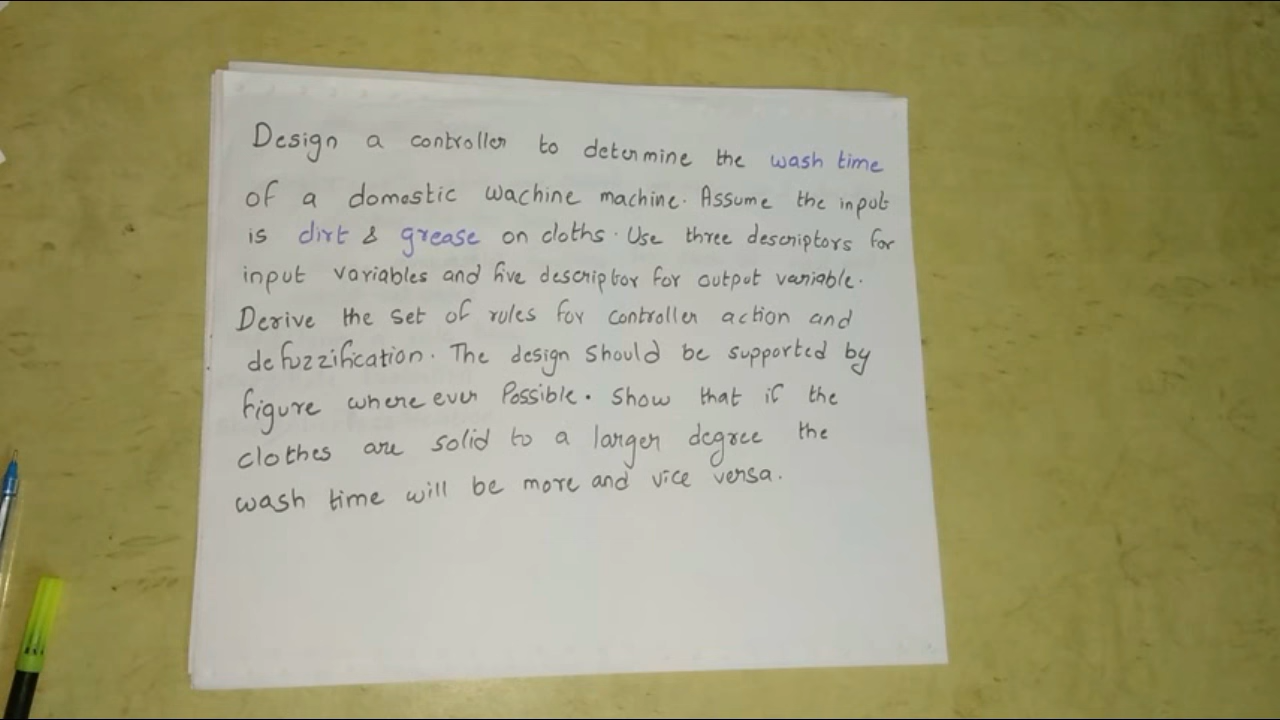 Design a controller to determine the wash time
of a domestic wachine machine. Assume the input
is dirt & grease on cloths. Use three descriptors for
input variables and five descriptor for output variable.
Derive the set of rules for controller action and
defuzzification. The design should be supported by
figure where ever Possible. Show that if the
clothes are solid to a larger degree the
wash time will be more and vice versa.